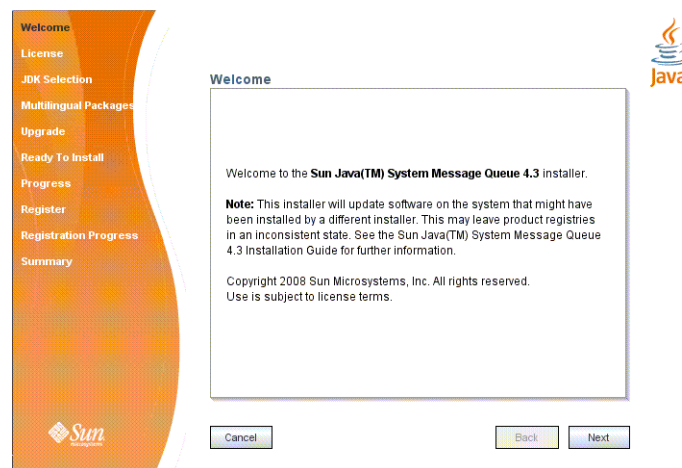 Welcome
License
JDK Selection
Multilingual Packages
Upgrade
Ready To Install
Progress
Register
Registration Progress
Summary
Sun
microsystems
Java
Welcome
Welcome to the Sun Java(TM) System Message Queue 4.3 installer.
Note: This installer will update software on the system that might have
been installed by a different installer. This may leave product registries
in an inconsistent state. See the Sun Java(TM) System Message Queue
4.3 Installation Guide for further information.
Copyright 2008 Sun Microsystems, Inc. All rights reserved.
Use is subject to license terms.
Cancel
Back
Next